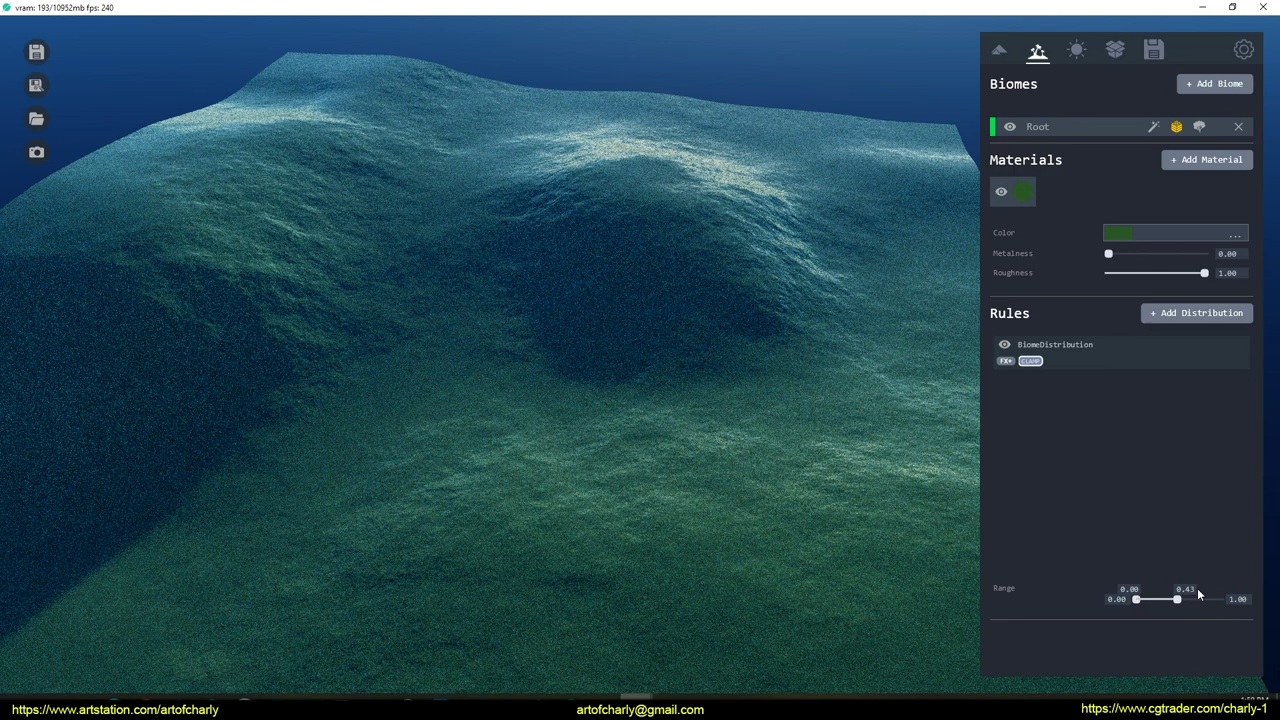 vram: 193/10952mb fps: 240
Biomes
+ Add Biome
Root
Materials
+ Add Material
Color
...
Metalness
0.00
Roughness
1.00
Rules
+ Add Distribution
BiomeDistribution
FX+ CLAMP
0.00 0.43
Range
0.00 1.00
https://www.artstation.com/artofcharly
artofcharly@gmail.com
https://www.cgtrader.com/charly-1